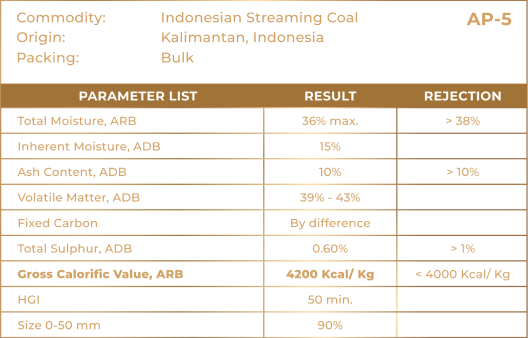 Commodity: Indonesian Streaming Coal AP-5
Origin: Kalimantan, Indonesia
Packing: Bulk
PARAMETER LIST RESULT REJECTION
Total Moisture, ARB 36% max. > 38%
Inherent Moisture, ADB 15%
Ash Content, ADB 10% > 10%
Volatile Matter, ADB 39% - 43%
Fixed Carbon By difference
Total Sulphur, ADB 0.60% > 1%
Gross Calorific Value, ARB 4200 Kcal/ Kg < 4000 Kcal/ Kg
HGI 50 min.
Size 0-50 mm 90%